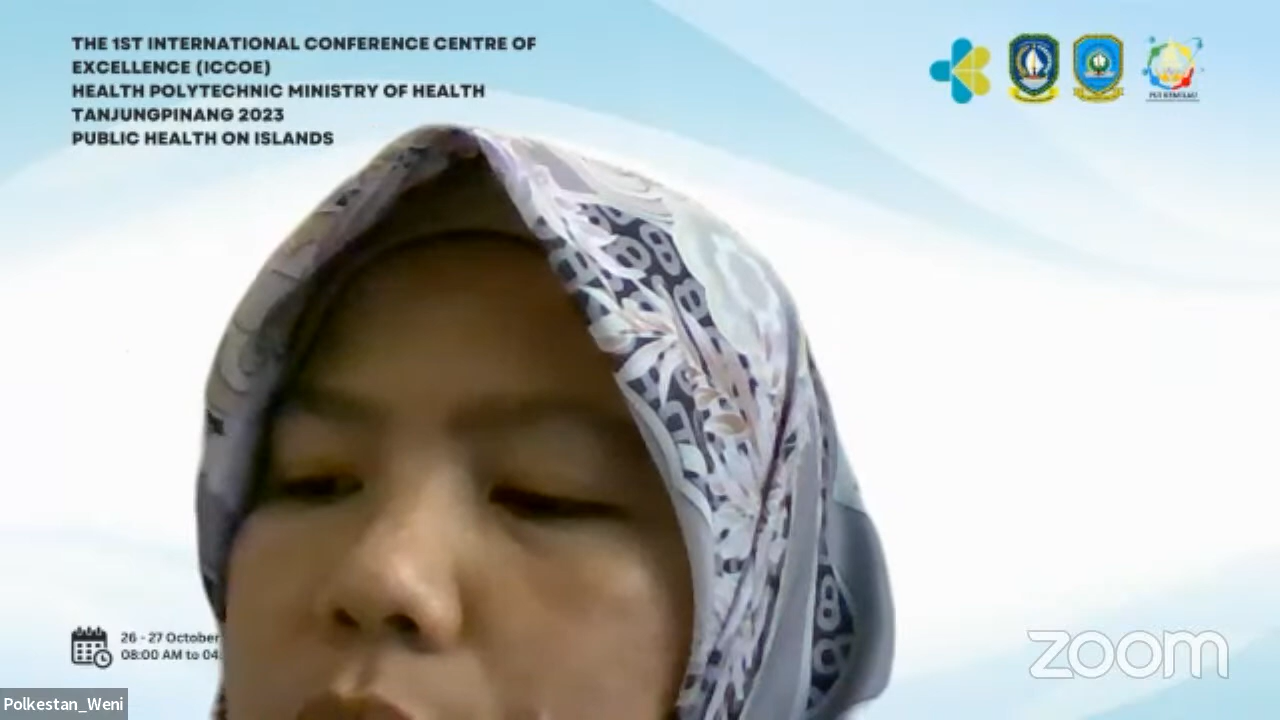 THE 1ST INTERNATIONAL CONFERENCE CENTRE OF
EXCELLENCE (ICCOE)
HEALTH POLYTECHNIC MINISTRY OF HEALTH
TANJUNGPINANG 2023
PUBLIC HEALTH ON ISLANDS
26 - 27 October
08:00 AM to 04
zoom
Polkestan_Weni